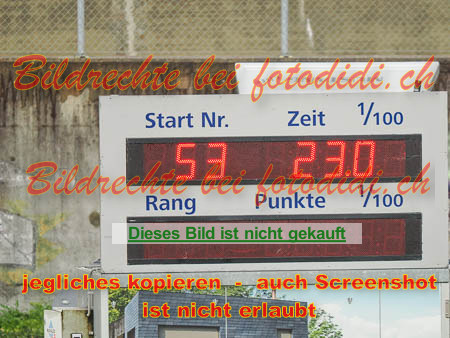 Bildrechte bei fotodidi.ch
Start Nr. Zeit 1/100
53 23.0
Bildrechte bei fotodidi.ch
Rang Punkte 1/100
Dieses Bild ist nicht gekauft
jegliches kopieren - auch Screenshot
ist nicht erlaubt